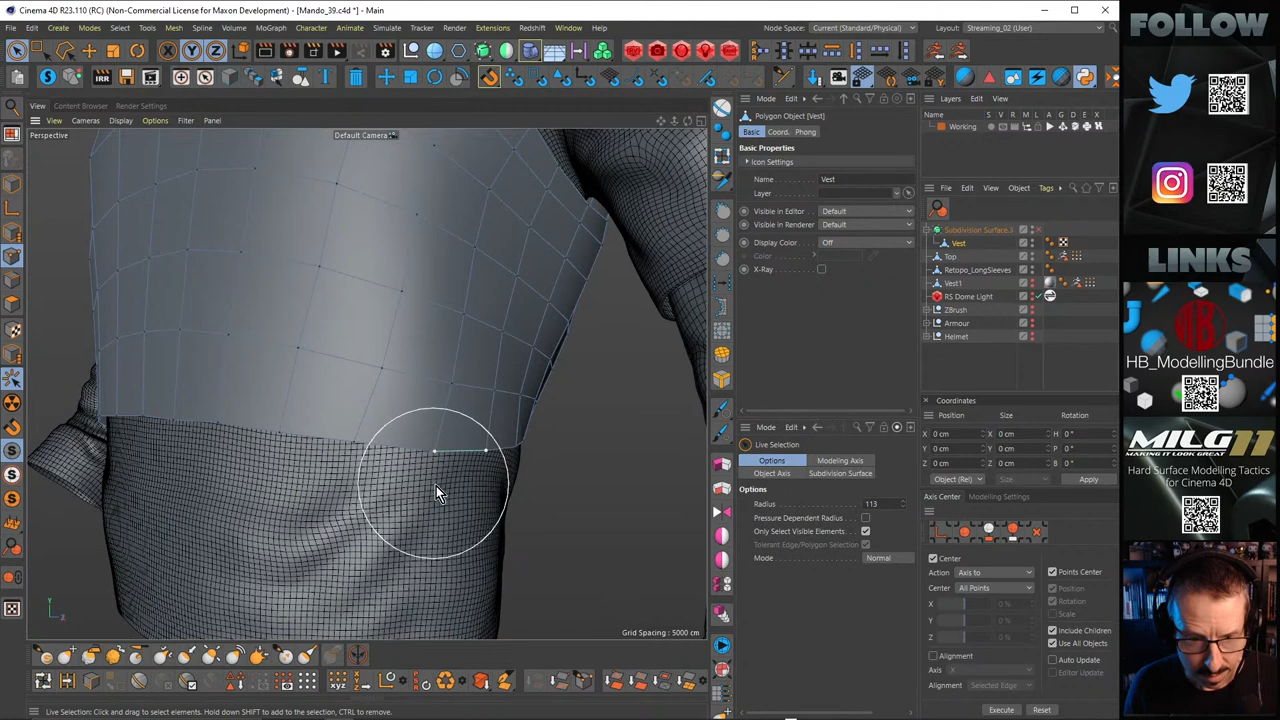 Cinema 4D R23.110 (RC) (Non-Commercial License for Maxon Development) - [Mando_39.c4d *] - Main
File Edit Create Modes Select Tools Mesh Spline Volume MoGraph Character Animate Simulate Tracker Render Extensions Window Help
Node Space: Current (Standard/Physical) Layout: Streaming_02 (User)
View Content Browser Render Settings
View Cameras Display Options Filter Panel
Perspective
Default Camera
Grid Spacing : 5000 cm
Mode Edit
Polygon Object [Vest]
Basic Coord. Phong
Basic Properties
Icon Settings
Name Vest
Layer
Visible in Editor Default
Visible in Renderer Default
Display Color Off
Color
X-Ray
Mode Edit
Live Selection
Options Modeling Axis
Object Axis Subdivision Surface
Options
Radius 113
Pressure Dependent Radius
Only Select Visible Elements
Tolerant Edge/Polygon Selection
Mode Normal
Layers Edit View
Name S V R M L A G D E X
Working
File Edit View Object Tags
Subdivision Surface.3
Vest
Top
Retopo_LongSleeves
Vest1
RS Dome Light
ZBrush
Armour
Helmet
Coordinates
Position Size Rotation
X 0 cm X 0 cm H 0 °
Y 0 cm Y 0 cm P 0 °
Z 0 cm Z 0 cm B 0 °
Object (Rel) Size Apply
Axis Center Modeling Settings
Center
Action Axis to
Center All Points
X 0 %
Y 0 %
Z 0 %
Alignment
Axis X
Alignment Selected Edge
Points Center
Position
Rotation
Scale
Include Children
Use All Objects
Auto Update
Editor Update
Execute Reset
Live Selection: Click and drag to select elements. Hold down SHIFT to add to the selection, CTRL to remove.
FOLLOW
LINKS
HB_ModellingBundle
MILG11
Hard Surface Modeling Tactics
for Cinema 4D